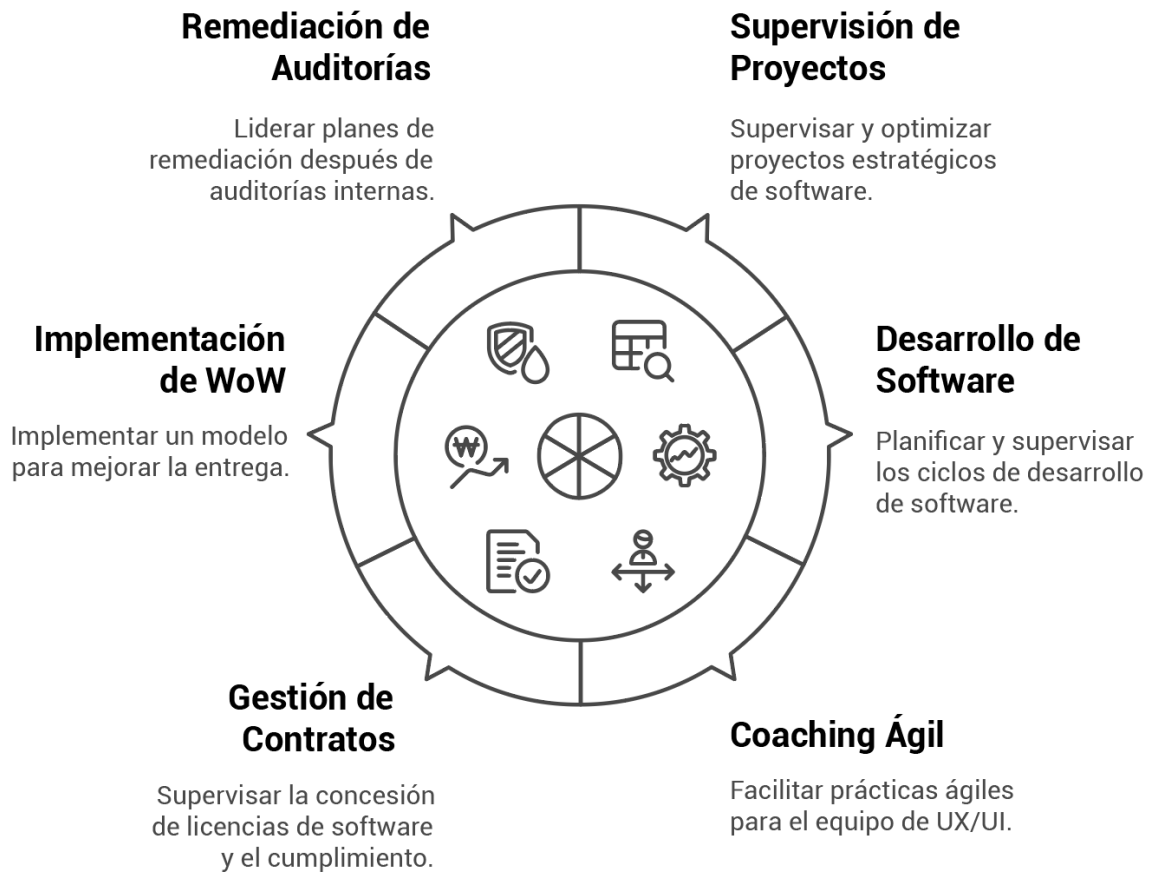 Remediación de
Auditorías
Liderar planes de
remediación después de
auditorías internas.
Supervisión de
Proyectos
Supervisar y optimizar
proyectos estratégicos
de software.
Implementación
de WoW
Implementar un modelo
para mejorar la entrega.
Desarrollo de
Software
Planificar y supervisar
los ciclos de desarrollo
de software.
Gestión de
Contratos
Supervisar la concesión
de licencias de software
y el cumplimiento.
Coaching Ágil
Facilitar prácticas ágiles
para el equipo de UX/UI.